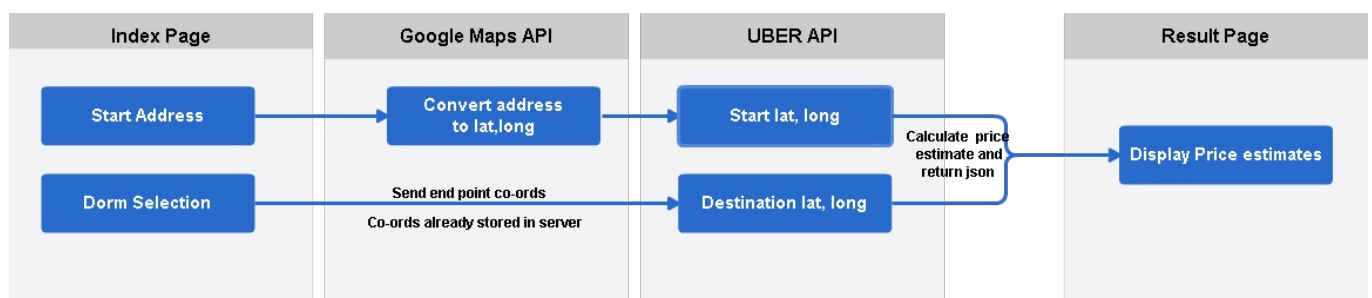 Index Page
Google Maps API
UBER API
Result Page
Start Address
Convert address
to lat,long
Start lat, long
Calculate price
estimate and
return json
Display Price estimates
Dorm Selection
Send end point co-ords
Co-ords already stored in server
Destination lat, long